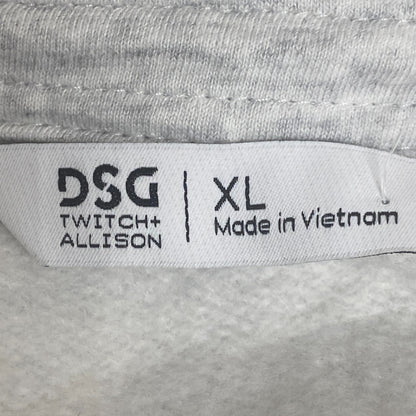 DSG
TWITCH+
ALLISON
XL
Made in Vietnam